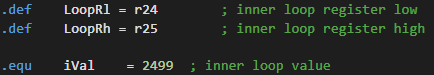 .def    LoopRl = r24        ; inner loop register low
.def    LoopRh = r25        ; inner loop register high
.equ    iVal    = 2499  ; inner loop value